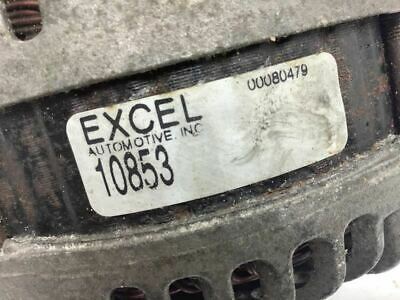 EXCEL
00080479
AUTOMOTIVE, INC
10853